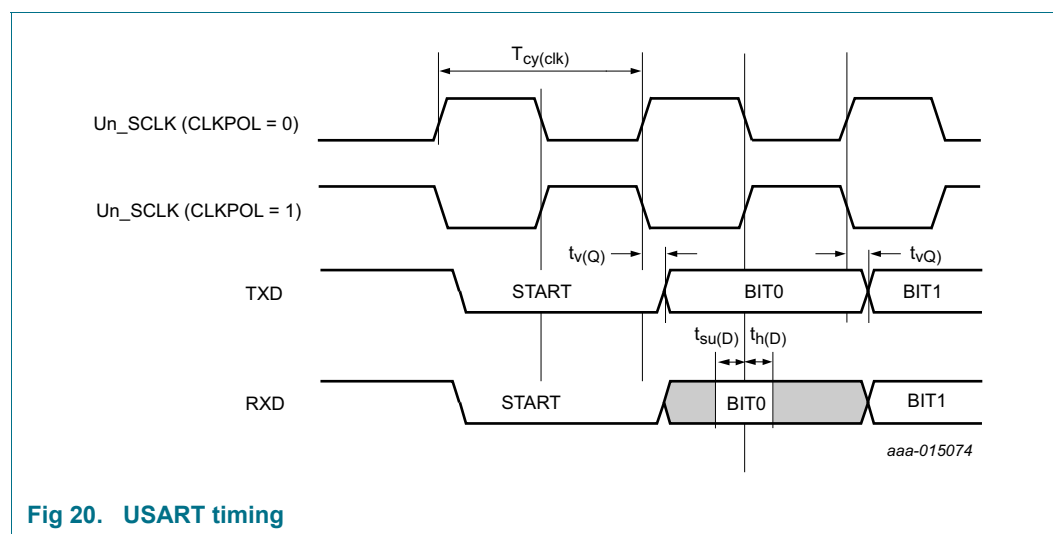 Tcy(clk)
Un_SCLK (CLKPOL = 0)
Un_SCLK (CLKPOL = 1)
tv(Q)
tvQ)
TXD
START
BIT0
BIT1
tsu(D)
th(D)
RXD
START
BIT0
BIT1
aaa-015074
Fig 20. USART timing